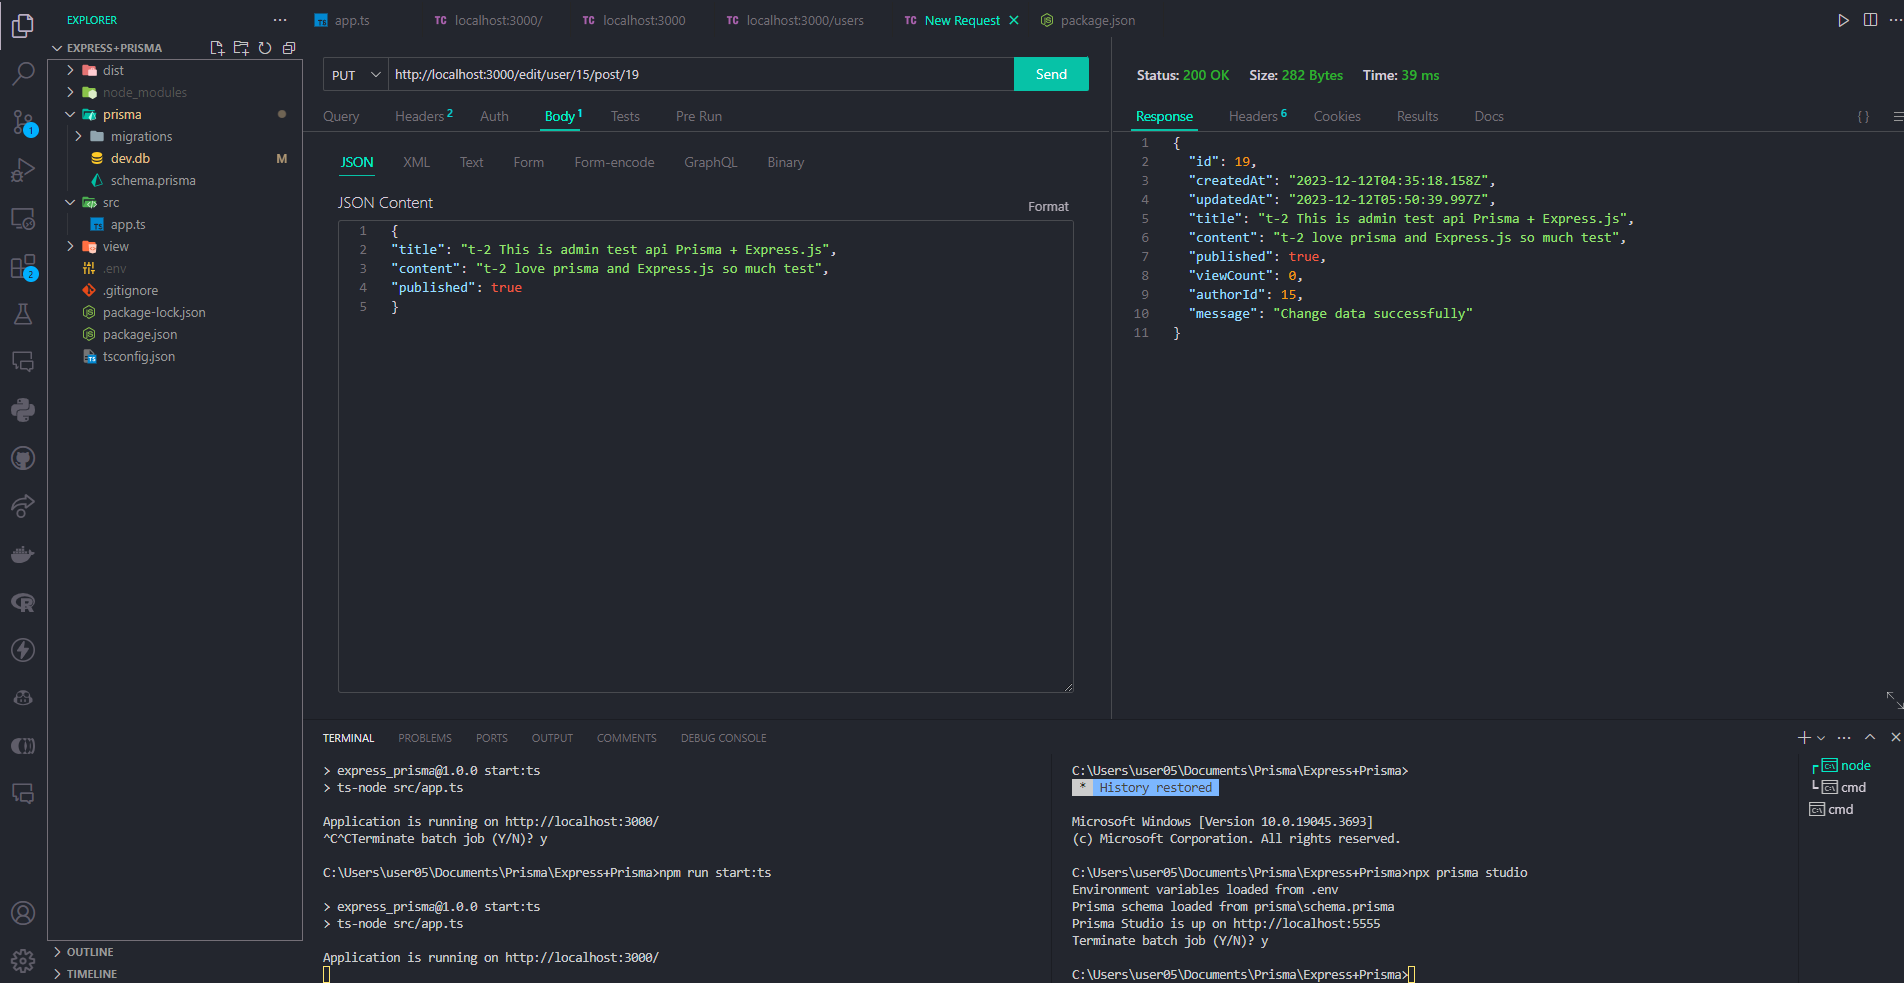 EXPLORER
app.ts
TC localhost:3000/
TC localhost:3000
TC localhost:3000/users
TC New Request
package.json
EXPRESS+PRISMA
dist
node_modules
prisma
migrations
dev.db M
schema.prisma
src
TS app.ts
view
.env
.gitignore
package-lock.json
package.json
tsconfig.json
OUTLINE
TIMELINE
1
2
PUT
http://localhost:3000/edit/user/15/post/19
Send
Query
Headers 2
Auth
Body 1
Tests
Pre Run
JSON
XML
Text
Form
Form-encode
GraphQL
Binary
JSON Content
Format
1 {
2 "title": "t-2 This is admin test api Prisma + Express.js",
3 "content": "t-2 love prisma and Express.js so much test",
4 "published": true
5 }
Status: 200 OK Size: 282 Bytes Time: 39 ms
Response
Headers 6
Cookies
Results
Docs
{ }
1 {
2 "id": 19,
3 "createdAt": "2023-12-12T04:35:18.158Z",
4 "updatedAt": "2023-12-12T05:50:39.997Z",
5 "title": "t-2 This is admin test api Prisma + Express.js",
6 "content": "t-2 love prisma and Express.js so much test",
7 "published": true,
8 "viewCount": 0,
9 "authorId": 15,
10 "message": "Change data successfully"
11 }
TERMINAL
PROBLEMS
PORTS
OUTPUT
COMMENTS
DEBUG CONSOLE
> express_prisma@1.0.0 start:ts
> ts-node src/app.ts
Application is running on http://localhost:3000/
^C^CTerminate batch job (Y/N)? y
C:\Users\user05\Documents\Prisma\Express+Prisma>npm run start:ts
> express_prisma@1.0.0 start:ts
> ts-node src/app.ts
Application is running on http://localhost:3000/
C:\Users\user05\Documents\Prisma\Express+Prisma>
* History restored
Microsoft Windows [Version 10.0.19045.3693]
(c) Microsoft Corporation. All rights reserved.
C:\Users\user05\Documents\Prisma\Express+Prisma>npx prisma studio
Environment variables loaded from .env
Prisma schema loaded from prisma\schema.prisma
Prisma Studio is up on http://localhost:5555
Terminate batch job (Y/N)? y
C:\Users\user05\Documents\Prisma\Express+Prisma>
node
cmd
cmd